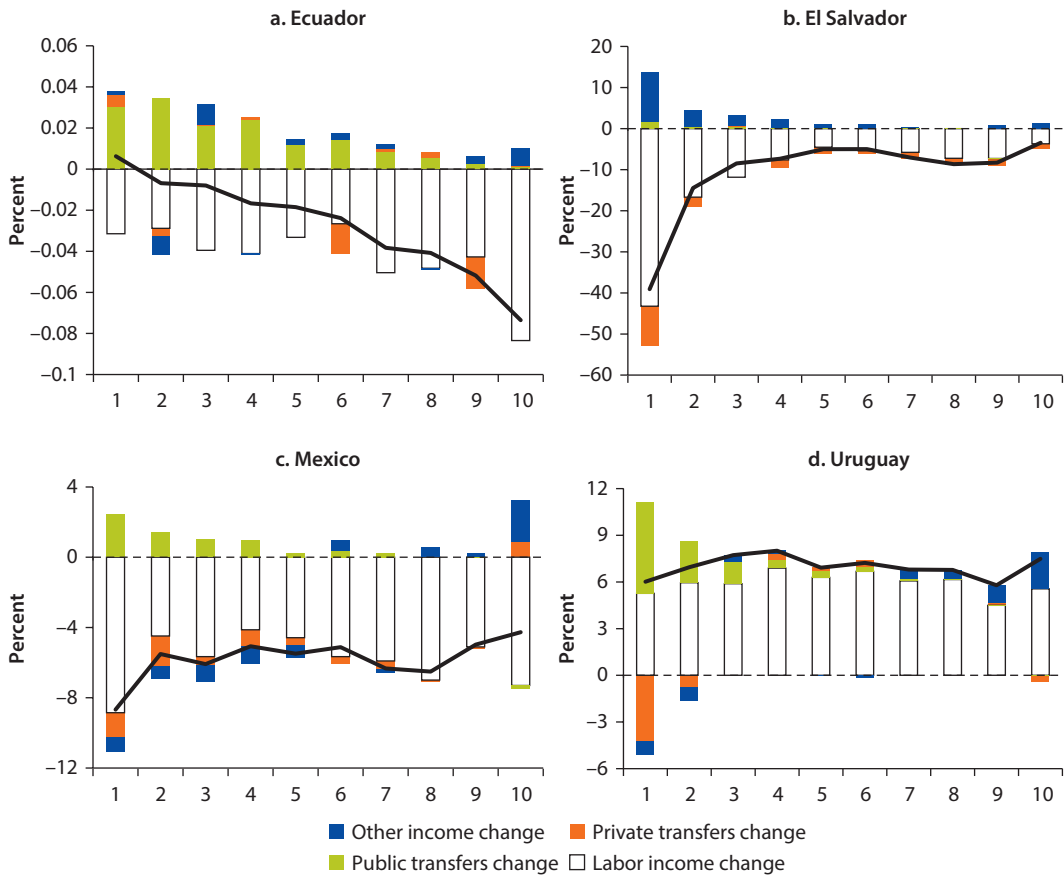 a. Ecuador
Percent
0.06
0.04
0.02
0
–0.02
–0.04
–0.06
–0.08
–0.1
1 2 3 4 5 6 7 8 9 10
b. El Salvador
Percent
20
10
0
–10
–20
–30
–40
–50
–60
1 2 3 4 5 6 7 8 9 10
c. Mexico
Percent
4
0
–4
–8
–12
1 2 3 4 5 6 7 8 9 10
d. Uruguay
Percent
12
9
6
3
0
–3
–6
1 2 3 4 5 6 7 8 9 10
Other income change Private transfers change
Public transfers change Labor income change